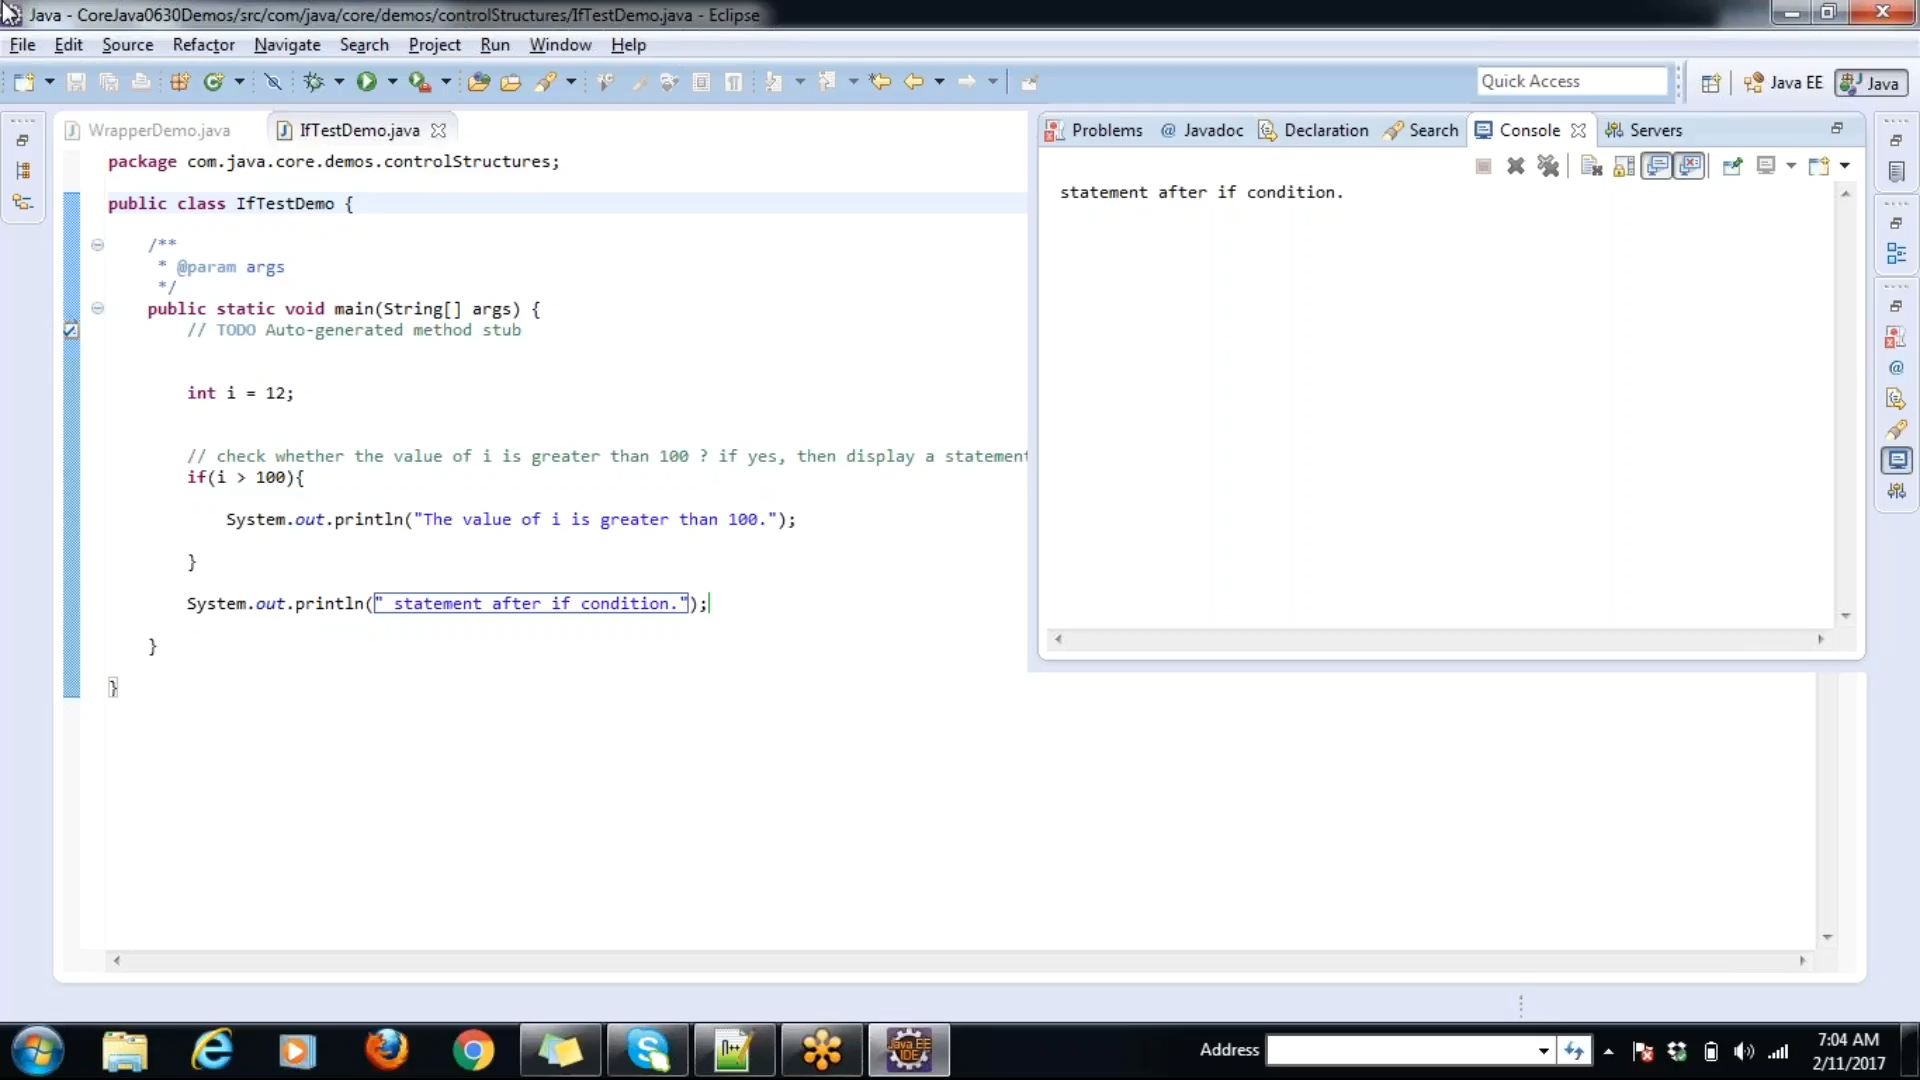 Java - CoreJava0630Demos/src/com/java/core/demos/controlStructures/IfTestDemo.java - Eclipse
File Edit Source Refactor Navigate Search Project Run Window Help
Quick Access
Java EE
Java
WrapperDemo.java
IfTestDemo.java
package com.java.core.demos.controlStructures;
public class IfTestDemo {
/**
* @param args
*/
public static void main(String[] args) {
// TODO Auto-generated method stub
int i = 12;
// check whether the value of i is greater than 100 ? if yes, then display a statement
if(i > 100){
System.out.println("The value of i is greater than 100.");
}
System.out.println(" statement after if condition.");
}
}
Problems @ Javadoc Declaration Search Console Servers
statement after if condition.
Java EE
IDE
Address
7:04 AM
2/11/2017